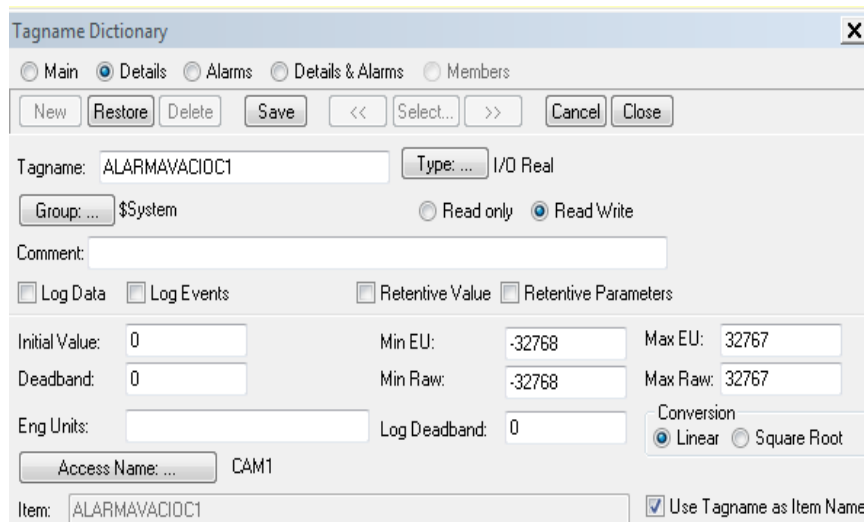 Tagname Dictionary
Main Details Alarms Details & Alarms Members
New Restore Delete Save << Select... >> Cancel Close
Tagname: ALARMAVACIOC1 Type: ... I/O Real
Group: ... $System Read only Read Write
Comment:
Log Data Log Events Retentive Value Retentive Parameters
Initial Value: 0 Min EU: -32768 Max EU: 32767
Deadband: 0 Min Raw: -32768 Max Raw: 32767
Eng Units: Log Deadband: 0 Conversion
Linear Square Root
Access Name: ... CAM1
Item: ALARMAVACIOC1 Use Tagname as Item Name